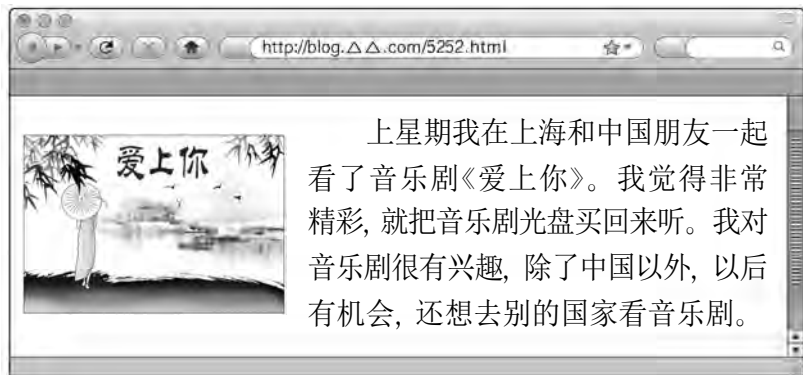 http://blog.△△.com/5252.html
爱上你
上星期我在上海和中国朋友一起
看了音乐剧《爱上你》。我觉得非常
精彩, 就把音乐剧光盘买回来听。我对
音乐剧很有兴趣, 除了中国以外, 以后
有机会, 还想去别的国家看音乐剧。